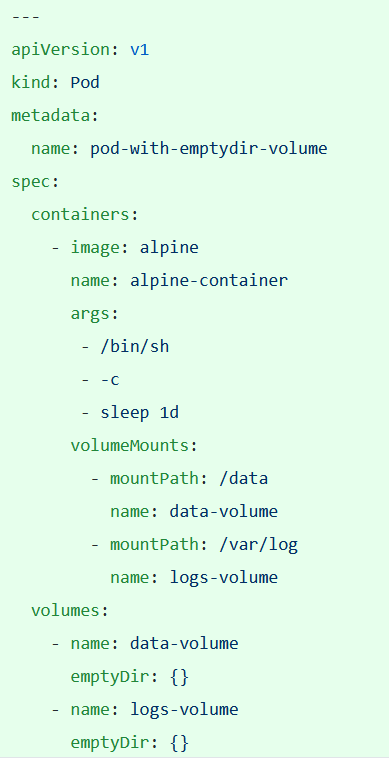 ---
apiVersion: v1
kind: Pod
metadata:
  name: pod-with-emptydir-volume
spec:
  containers:
    - image: alpine
      name: alpine-container
      args:
       - /bin/sh
       - -c
       - sleep 1d
      volumeMounts:
        - mountPath: /data
          name: data-volume
        - mountPath: /var/log
          name: logs-volume
  volumes:
    - name: data-volume
      emptyDir: {}
    - name: logs-volume
      emptyDir: {}